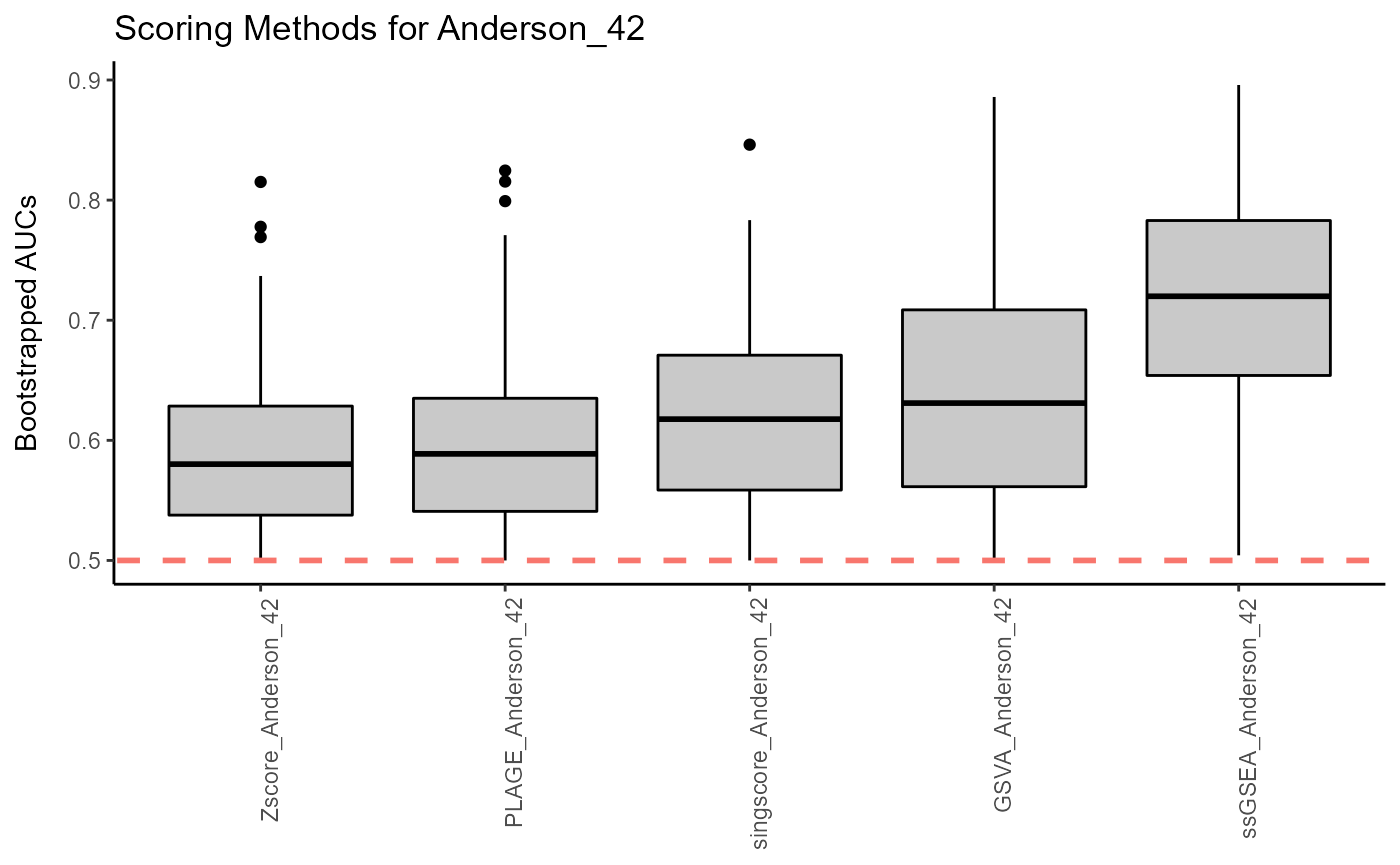 Scoring Methods for Anderson_42
Bootstrapped AUCs
0.9
0.8
0.7
0.6
0.5
Zscore_Anderson_42
PLAGE_Anderson_42
singscore_Anderson_42
GSVA_Anderson_42
ssGSEA_Anderson_42